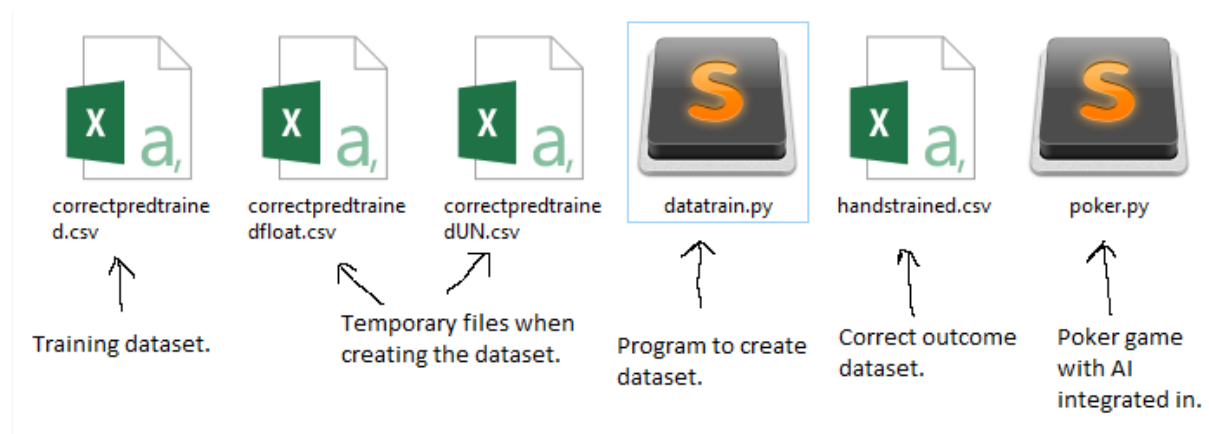 correctpredtraine
d.csv
correctpredtraine
dfloat.csv
correctpredtraine
dUN.csv
datatrain.py
handstrained.csv
poker.py
Training dataset.
Temporary files when
creating the dataset.
Program to create
dataset.
Correct outcome
dataset.
Poker game
with AI
integrated in.